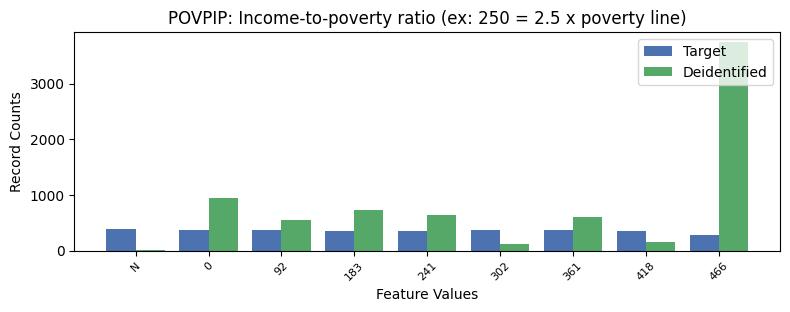 POVPIP: Income-to-poverty ratio (ex: 250 = 2.5 x poverty line)
Target
Deidentified
Record Counts
3000
2000
1000
0
N
0
92
183
241
302
361
418
466
Feature Values